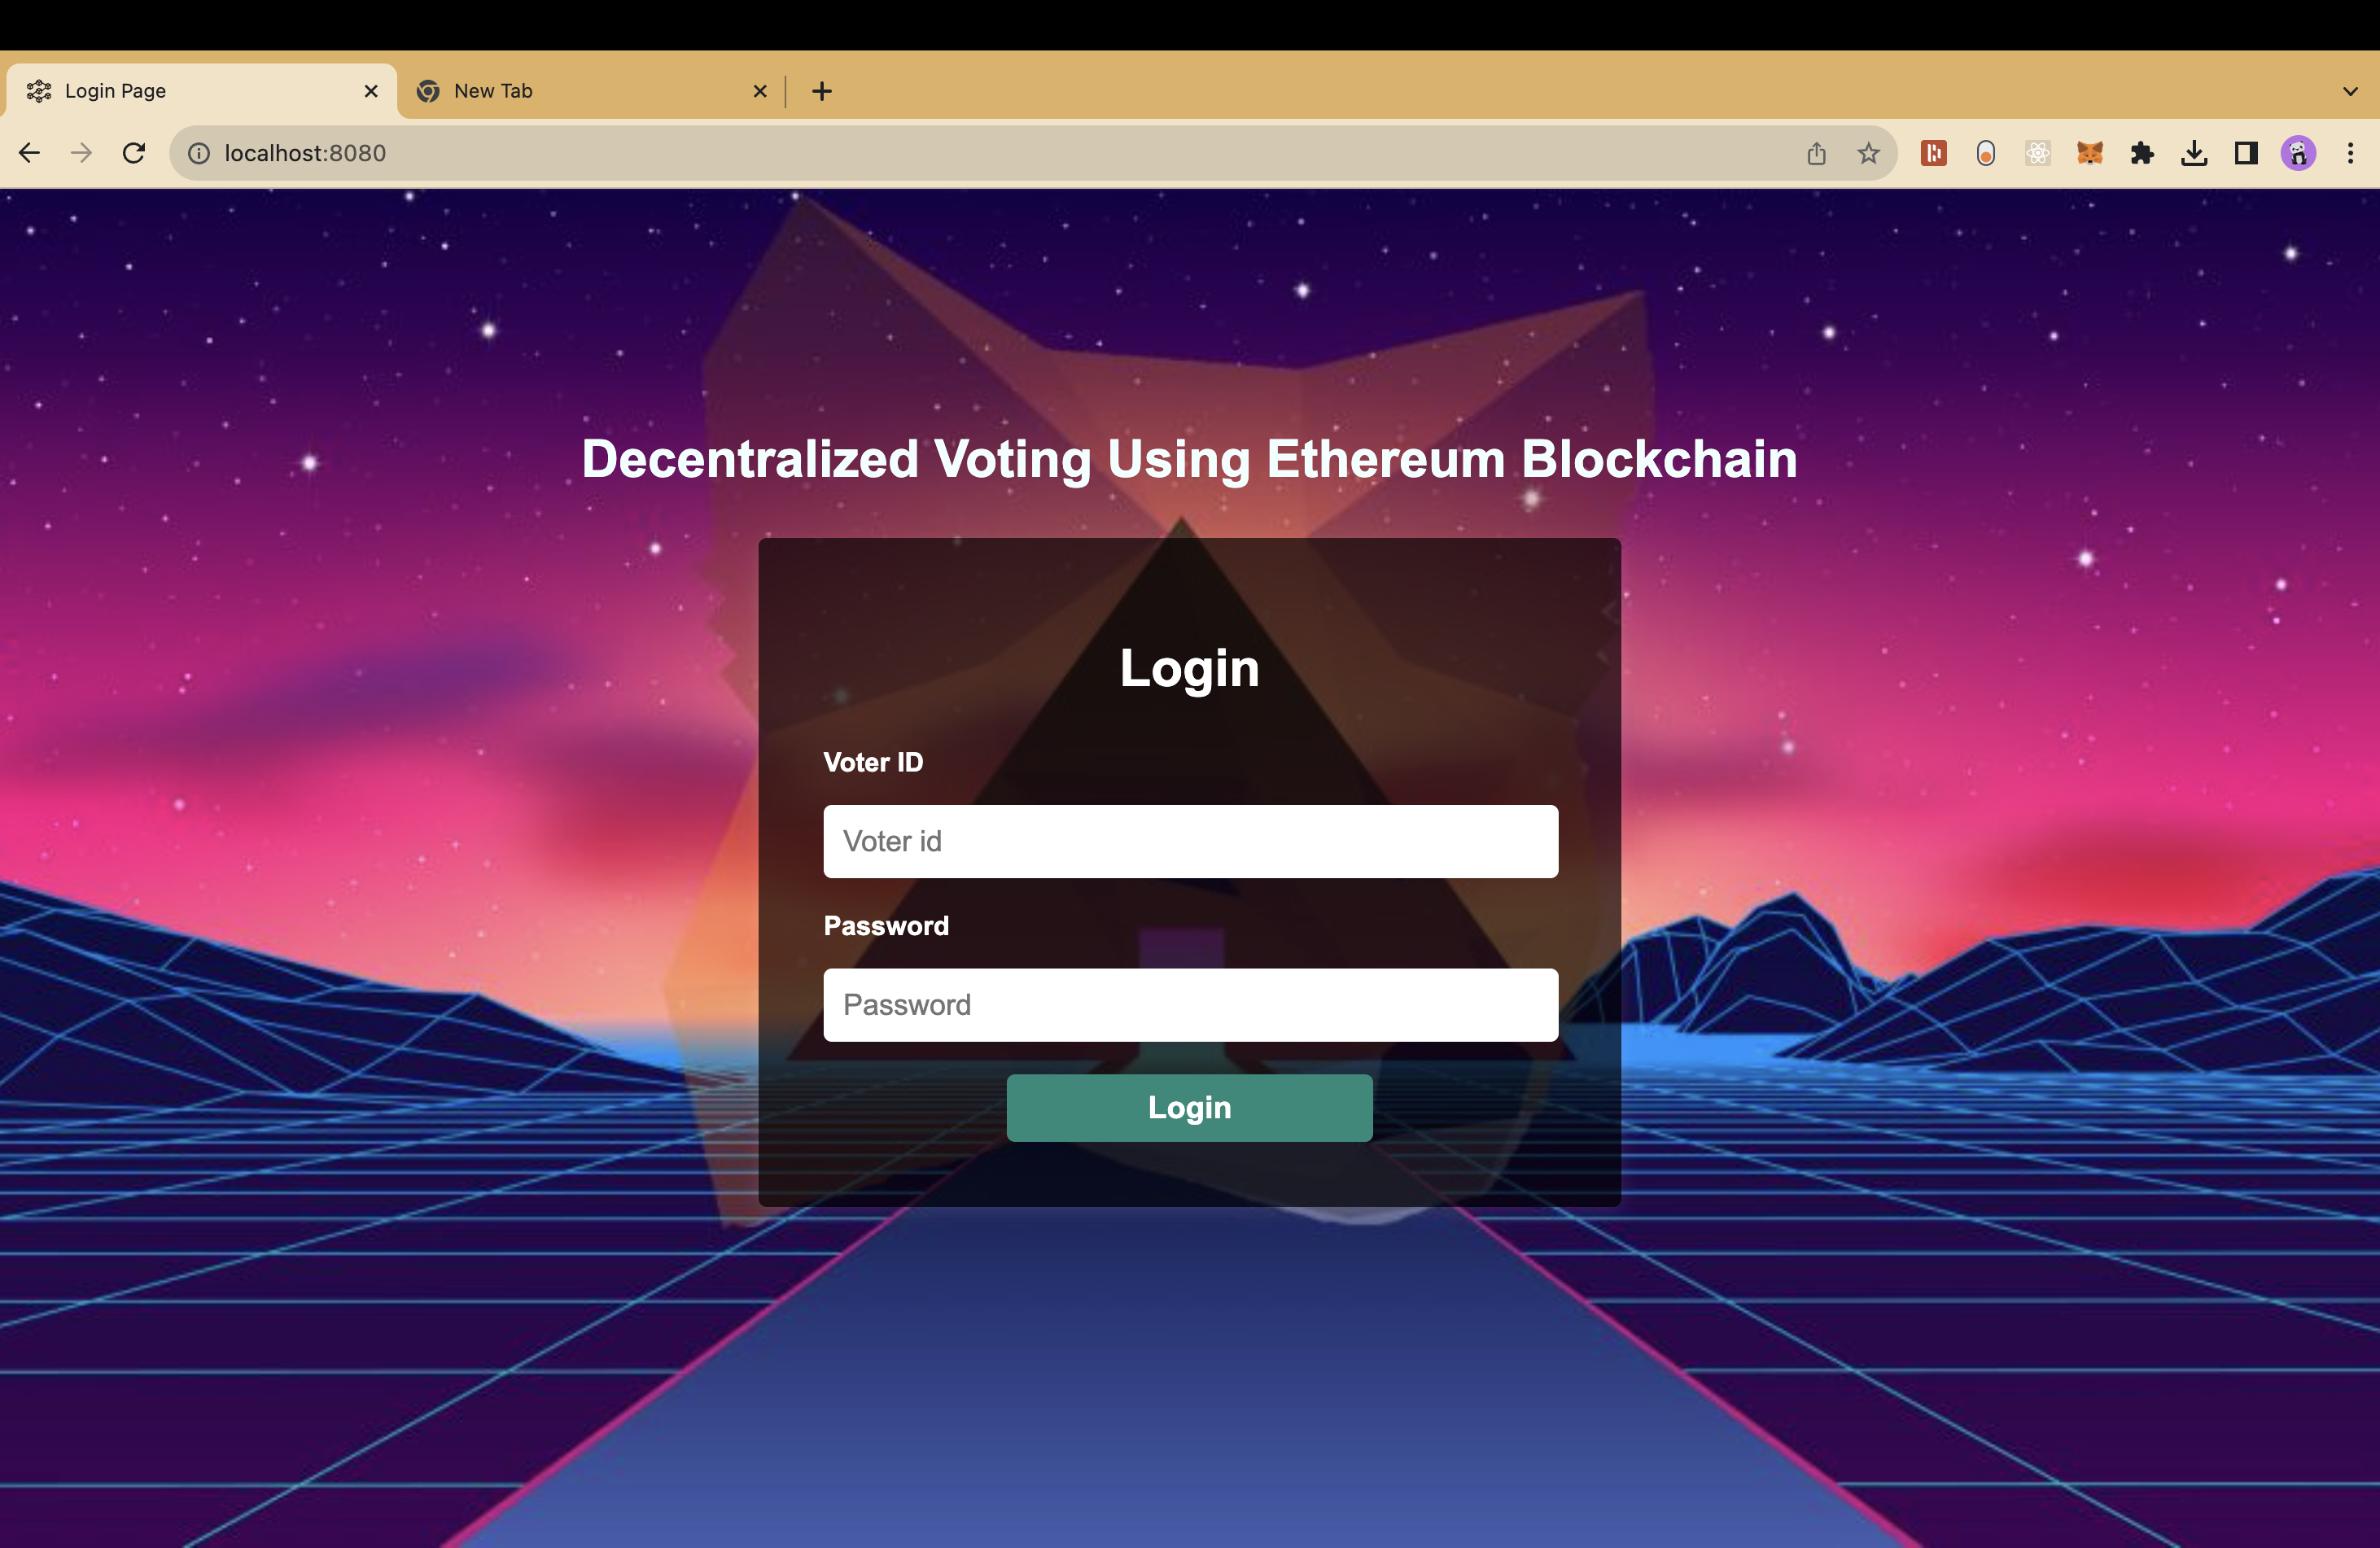 Login Page
New Tab
localhost:8080
Decentralized Voting Using Ethereum Blockchain
Login
Voter ID
Voter id
Password
Password
Login